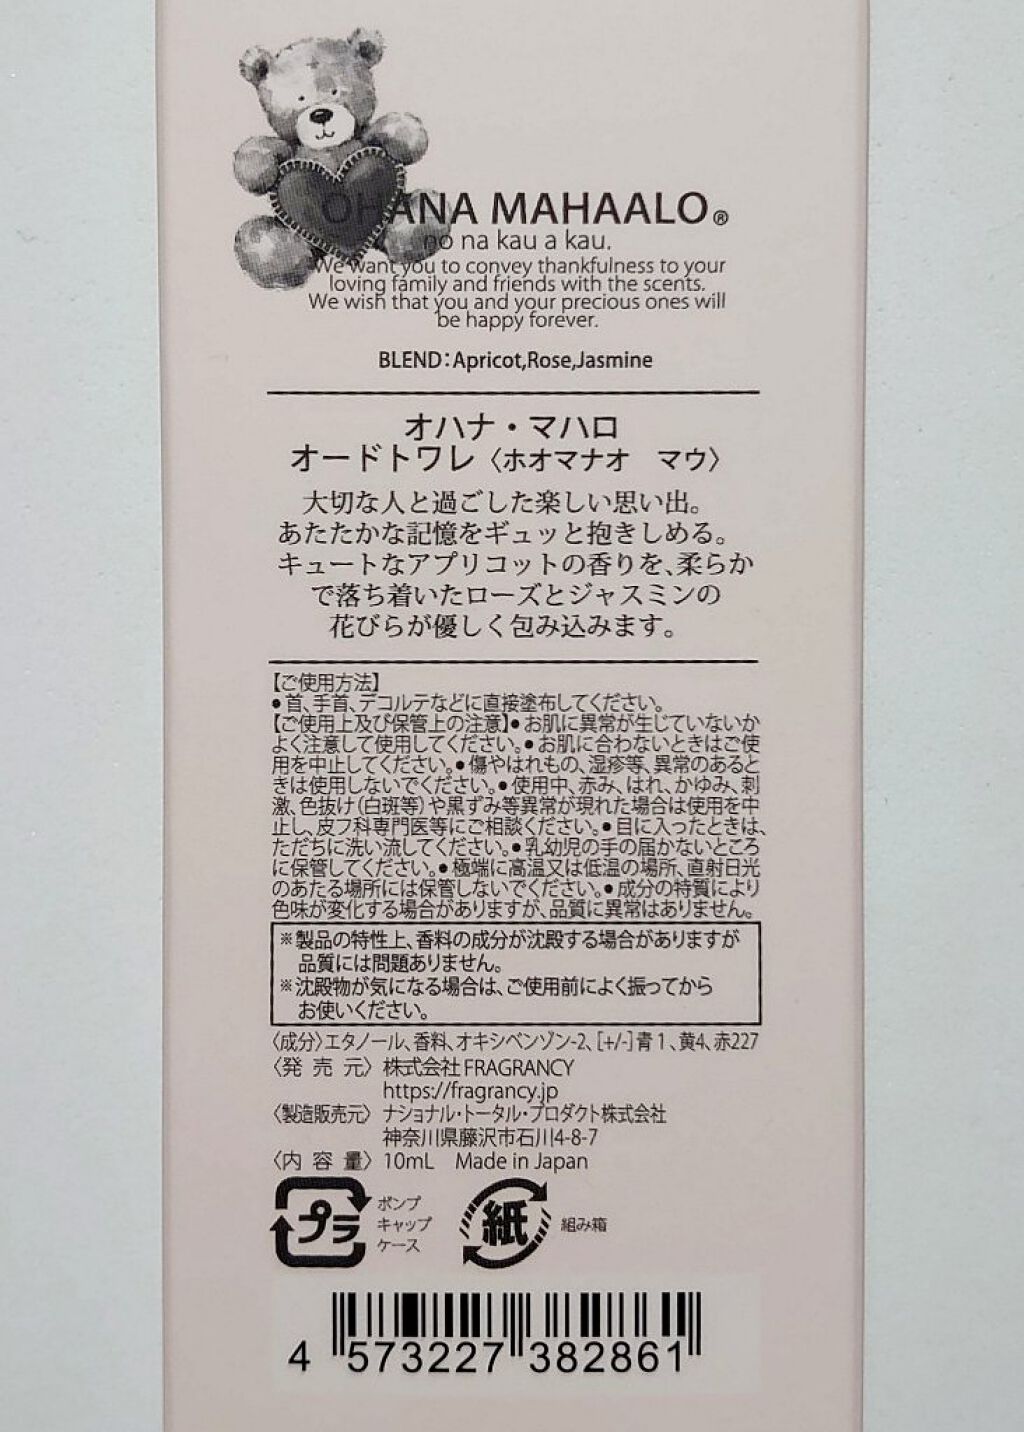 OHANA MAHAALO®
no na kau a kau.
We want you to convey thankfulness to your
loving family and friends with the scents.
We wish that you and your precious ones will
be happy forever.
BLEND:Apricot,Rose,Jasmine
オハナ・マハロ
オードトワレ〈ホオマナオ　マウ〉
大切な人と過ごした楽しい思い出。
あたたかな記憶をギュッと抱きしめる。
キュートなアプリコットの香りを、柔らか
で落ち着いたローズとジャスミンの
花びらが優しく包み込みます。
【ご使用方法】
●首、手首、デコルテなどに直接塗布してください。
【ご使用上及び保管上の注意】●お肌に異常が生じていないか
よく注意して使用してください。●お肌に合わないときはご使
用を中止してください。●傷やはれもの、湿疹等、異常のあると
きは使用しないでください。●使用中、赤み、はれ、かゆみ、刺
激、色抜け(白斑等)や黒ずみ等異常が現れた場合は使用を中
止し、皮フ科専門医等にご相談ください。●目に入ったときは、
ただちに洗い流してください。●乳幼児の手の届かないところ
に保管してください。●極端に高温又は低温の場所、直射日光
のあたる場所には保管しないでください。●成分の特質により
色味が変化する場合がありますが、品質に異常はありません。
※製品の特性上、香料の成分が沈殿する場合がありますが
品質には問題ありません。
※沈殿物が気になる場合は、ご使用前によく振ってから
お使いください。
〈成分〉エタノール、香料、オキシベンゾン-2、[+/-]青1、黄4、赤227
〈発売元〉株式会社FRAGRANCY
https://fragrancy.jp
〈製造販売元〉ナショナル・トータル・プロダクト株式会社
神奈川県藤沢市石川4-8-7
〈内容量〉10mL　Made in Japan
プラ
ポンプ
キャップ
ケース
紙
組み箱
4 573227 382861